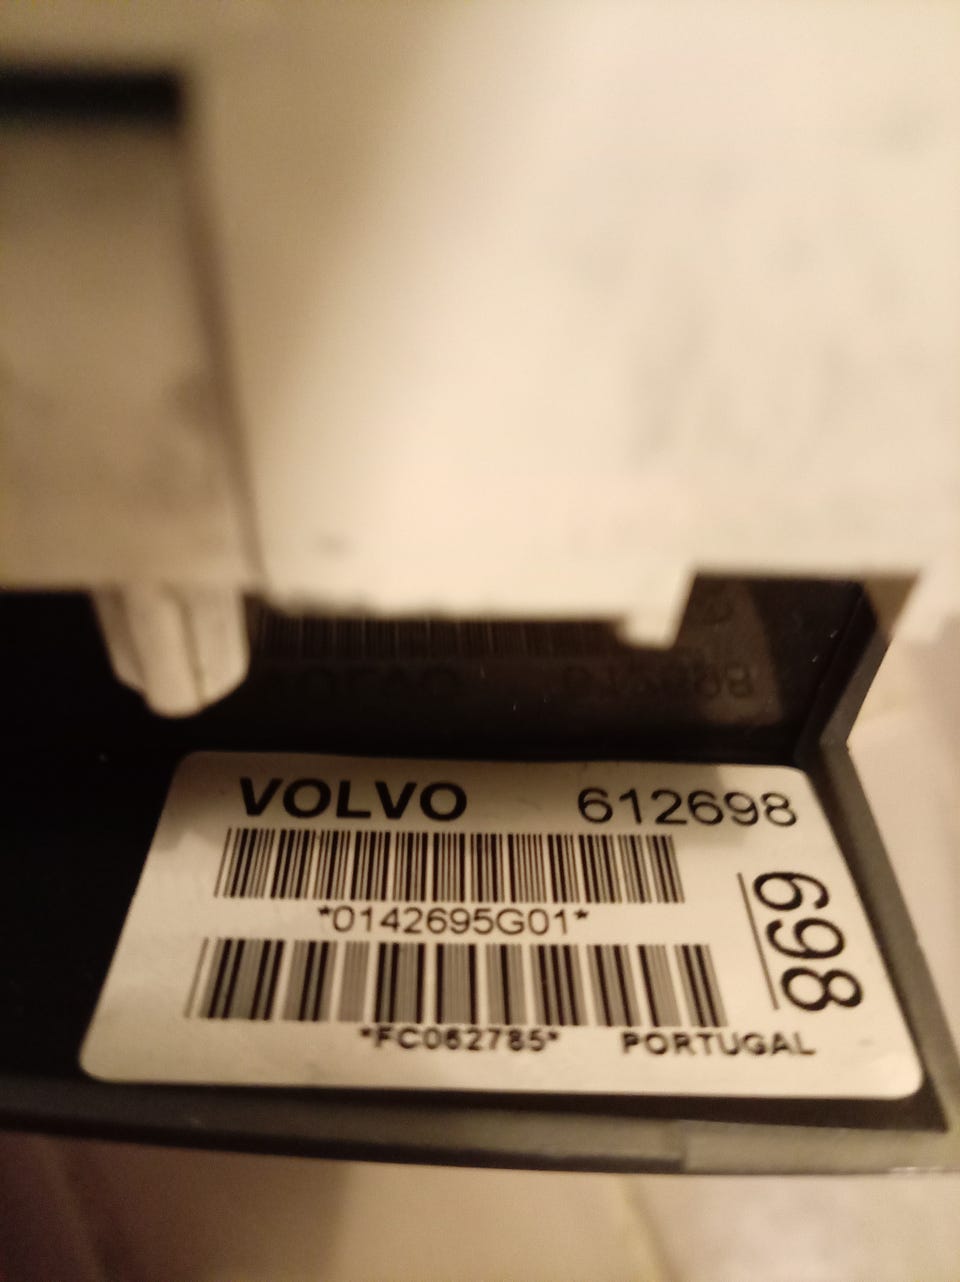 VOLVO 612698
*0142695G01*
698
*FC062785* PORTUGAL